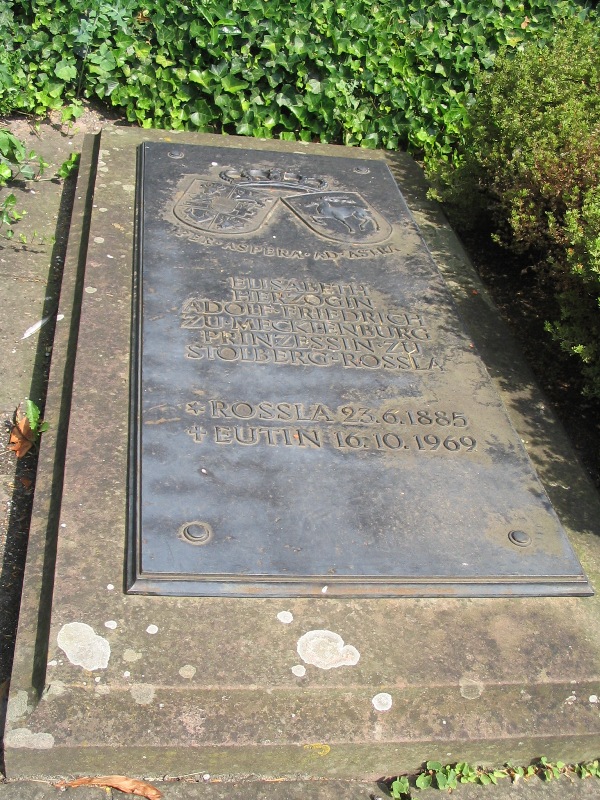 PER · ASPERA · AD · ASTRA
ELISABETH
HERZOGIN
ADOLF · FRIEDRICH
ZU · MECKLENBURG
PRINZESSIN · ZU
STOLBERG · ROSSLA
* ROSSLA 23.6.1885
✝ EUTIN 16.10.1969